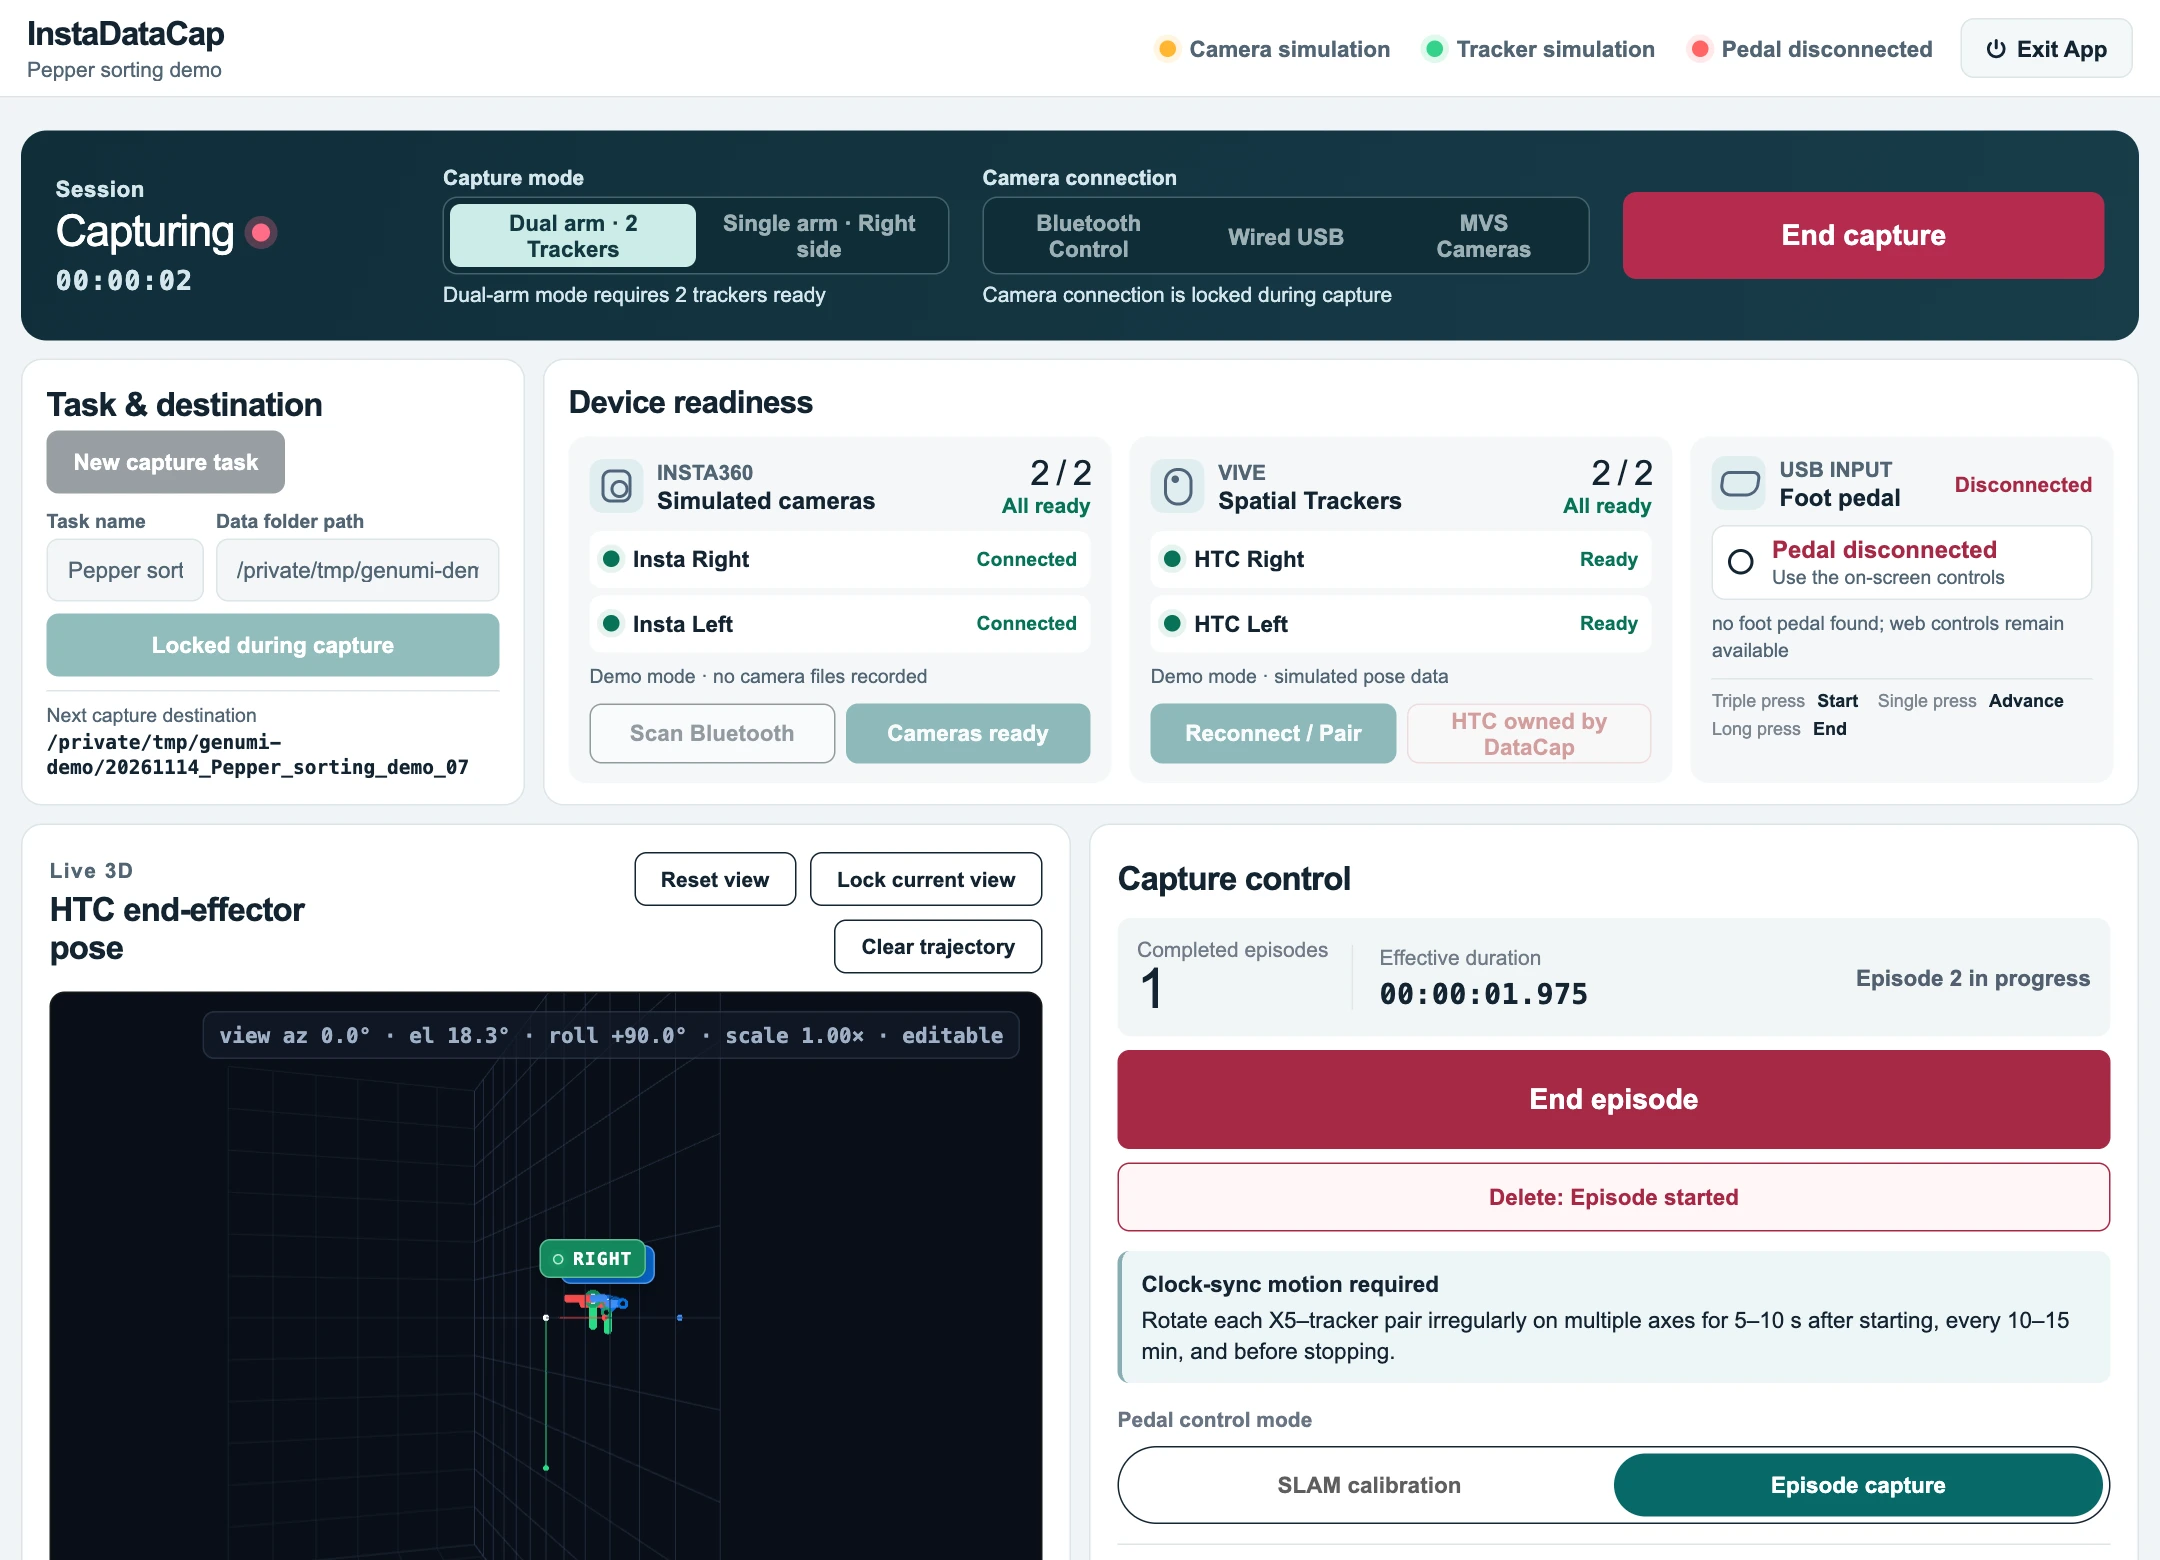 InstaDataCap
Pepper sorting demo
Camera simulation
Tracker simulation
Pedal disconnected
Exit App
Session
Capturing
00:00:02
Capture mode
Dual arm · 2
Trackers
Single arm · Right
side
Dual-arm mode requires 2 trackers ready
Camera connection
Bluetooth
Control
Wired USB
MVS
Cameras
Camera connection is locked during capture
End capture
Task & destination
New capture task
Task name
Data folder path
Pepper sort
/private/tmp/genumi-den
Locked during capture
Next capture destination
/private/tmp/genumi-
demo/20261114_Pepper_sorting_demo_07
Device readiness
INSTA360
Simulated cameras
2 / 2
All ready
Insta Right
Connected
Insta Left
Connected
Demo mode · no camera files recorded
Scan Bluetooth
Cameras ready
VIVE
Spatial Trackers
2 / 2
All ready
HTC Right
Ready
HTC Left
Ready
Demo mode · simulated pose data
Reconnect / Pair
HTC owned by
DataCap
USB INPUT
Foot pedal
Disconnected
Pedal disconnected
Use the on-screen controls
no foot pedal found; web controls remain
available
Triple press Start Single press Advance
Long press End
Live 3D
HTC end-effector
pose
Reset view
Lock current view
Clear trajectory
view az 0.0° · el 18.3° · roll +90.0° · scale 1.00× · editable
RIGHT
Capture control
Completed episodes
1
Effective duration
00:00:01.975
Episode 2 in progress
End episode
Delete: Episode started
Clock-sync motion required
Rotate each X5–tracker pair irregularly on multiple axes for 5–10 s after starting, every 10–15
min, and before stopping.
Pedal control mode
SLAM calibration
Episode capture